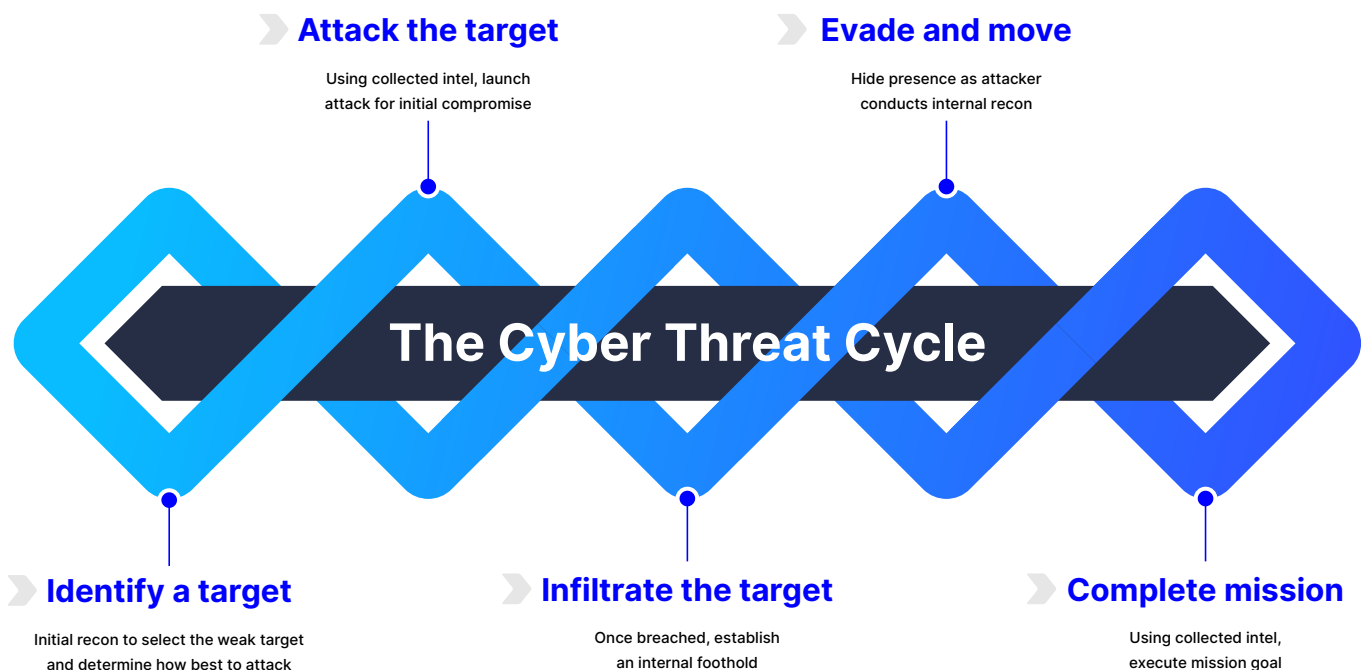 Attack the target
Using collected intel, launch
attack for initial compromise
Evade and move
Hide presence as attacker
conducts internal recon
The Cyber Threat Cycle
Identify a target
Initial recon to select the weak target
and determine how best to attack
Infiltrate the target
Once breached, establish
an internal foothold
Complete mission
Using collected intel,
execute mission goal